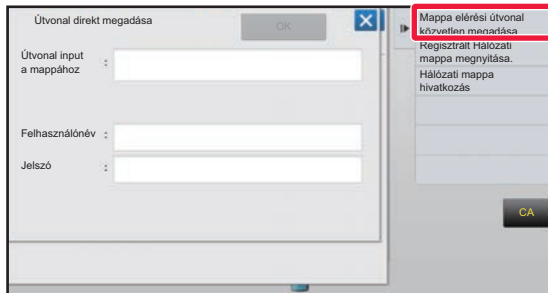 Útvonal direkt megadása
OK
Útvonal input
a mappához :
Felhasználónév :
Jelszó :
Mappa elérési útvonal
közvetlen megadása
Regisztrált Hálózati
mappa megnyitása.
Hálózati mappa
hivatkozás
CA